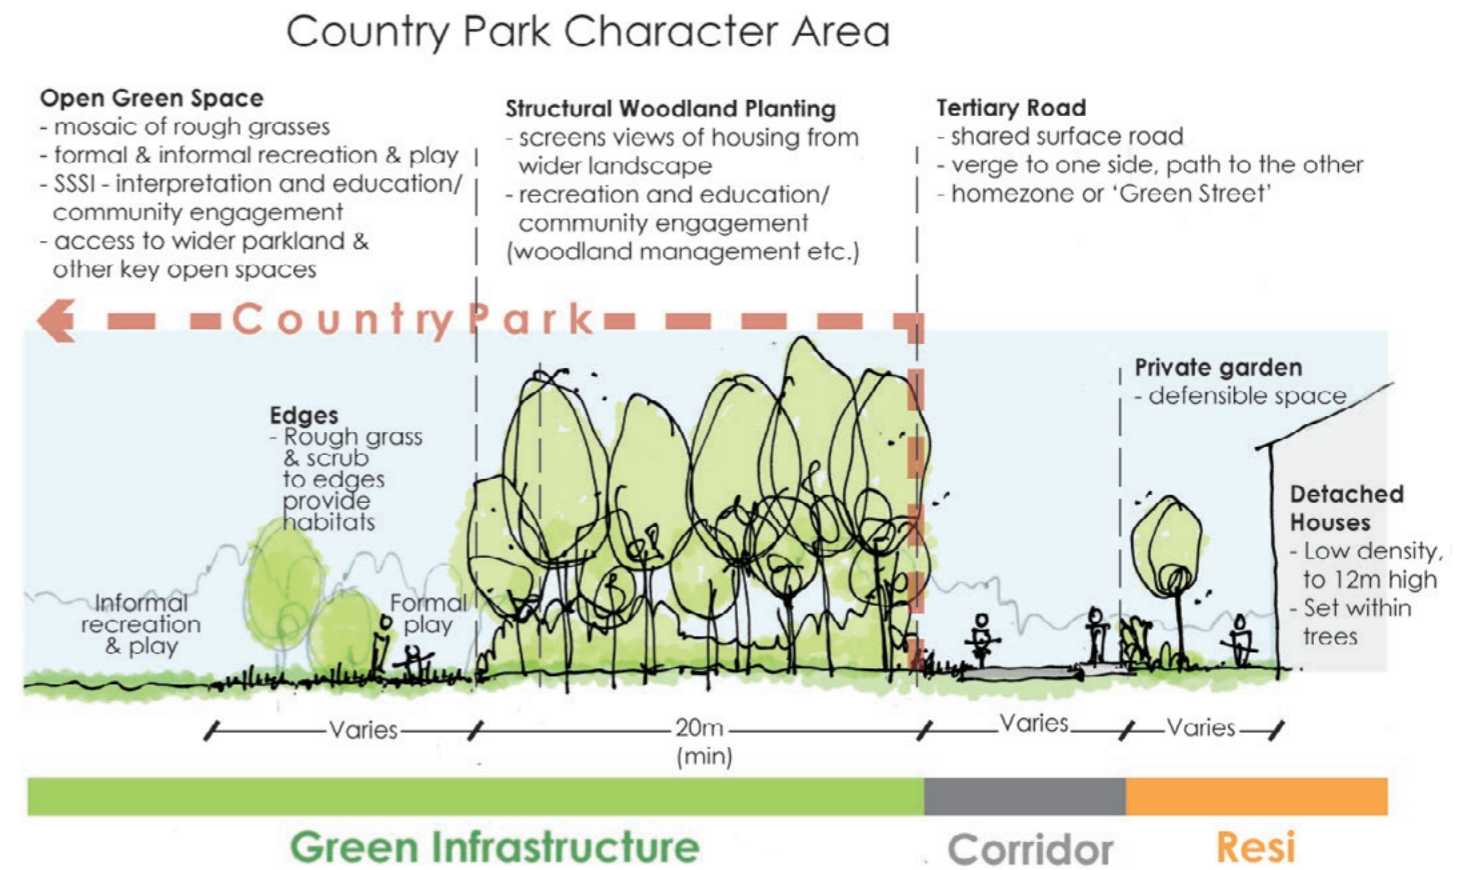 Country Park Character Area
Open Green Space
- mosaic of rough grasses
- formal & informal recreation & play
- SSSI - interpretation and education/
community engagement
- access to wider parkland &
other key open spaces
Structural Woodland Planting
- screens views of housing from
wider landscape
- recreation and education/
community engagement
(woodland management etc.)
Tertiary Road
- shared surface road
- verge to one side, path to the other
- homezone or ‘Green Street’
Country Park
Private garden
- defensible space
Edges
- Rough grass
& scrub
to edges
provide
habitats
Detached
Houses
- Low density,
to 12m high
- Set within
trees
Informal
recreation
& play
Formal
play
Varies
20m
(min)
Varies
Varies
Green Infrastructure
Corridor
Resi